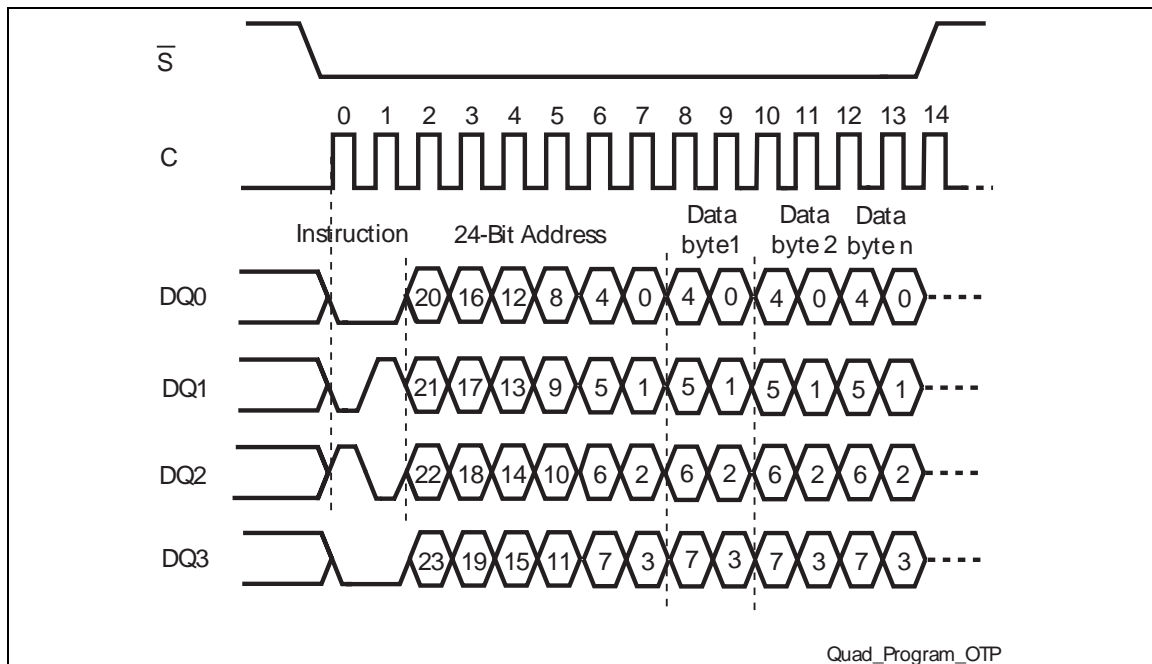 S
0 1 2 3 4 5 6 7 8 9 10 11 12 13 14
C
Instruction 24-Bit Address Data byte1 Data byte 2 Data byte n
DQ0 20 16 12 8 4 0 4 0 4 0 4 0
DQ1 21 17 13 9 5 1 5 1 5 1 5 1
DQ2 22 18 14 10 6 2 6 2 6 2 6 2
DQ3 23 19 15 11 7 3 7 3 7 3 7 3
Quad_Program_OTP